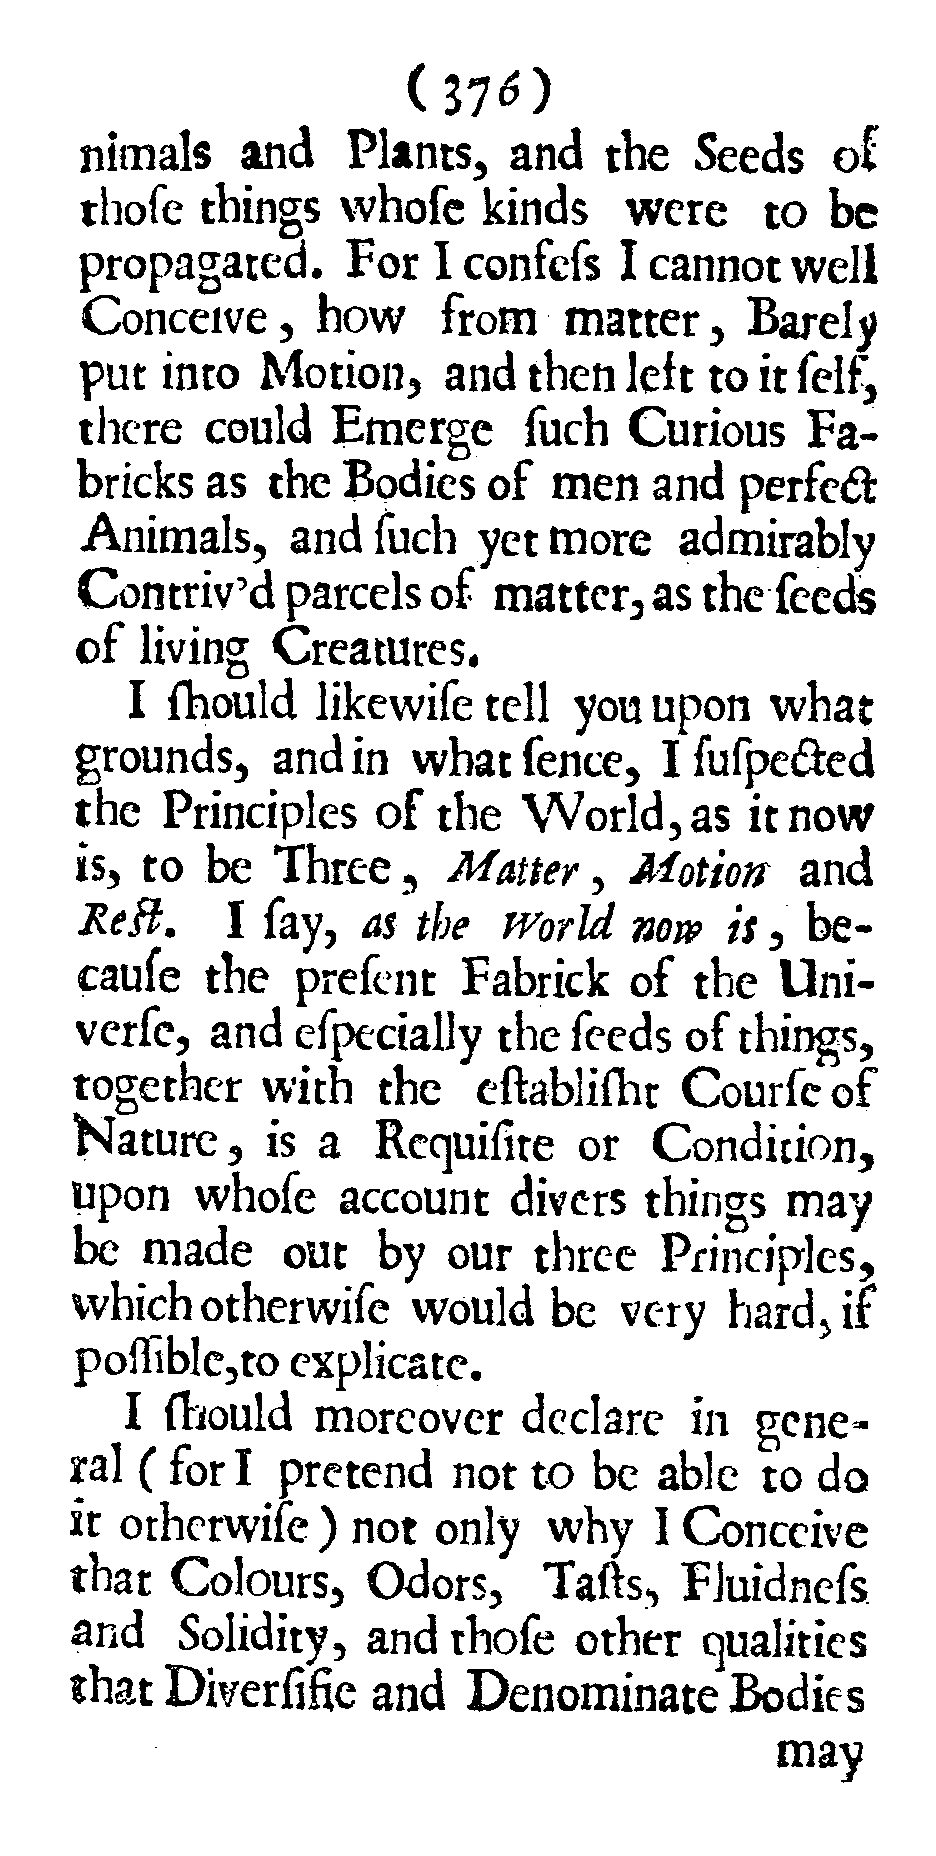 (376)
nimals and Plants, and the Seeds of
thoſe things whoſe kinds were to be
propagated. For I confeſs I cannot well
Conceive, how from matter, Barely
put into Motion, and then left to it ſelf,
there could Emerge ſuch Curious Fa-
bricks as the Bodies of men and perfect
Animals, and ſuch yet more admirably
Contriv'd parcels of matter, as the ſeeds
of living Creatures.
I ſhould likewiſe tell you upon what
grounds, and in what ſence, I ſuſpected
the Principles of the World, as it now
is, to be Three, Matter, Motion and
Reſt. I ſay, as the World now is, be-
cauſe the preſent Fabrick of the Uni-
verſe, and eſpecially the ſeeds of things,
together with the eſtabliſht Courſe of
Nature, is a Requiſite or Condition,
upon whoſe account divers things may
be made out by our three Principles,
which otherwiſe would be very hard, if
poſſible, to explicate.
I ſhould moreover declare in gene-
ral (for I pretend not to be able to do
it otherwiſe) not only why I Conceive
that Colours, Odors, Taſts, Fluidneſs
and Solidity, and thoſe other qualities
that Diverſifie and Denominate Bodies
may